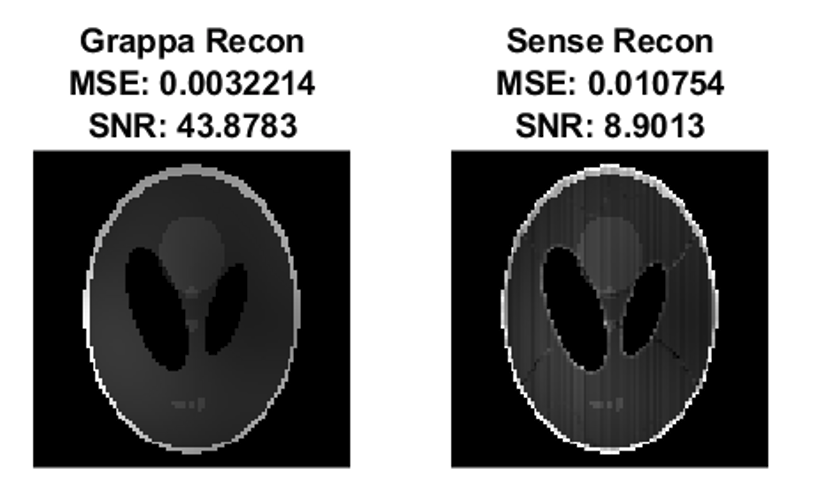 Grappa Recon
MSE: 0.0032214
SNR: 43.8783
Sense Recon
MSE: 0.010754
SNR: 8.9013